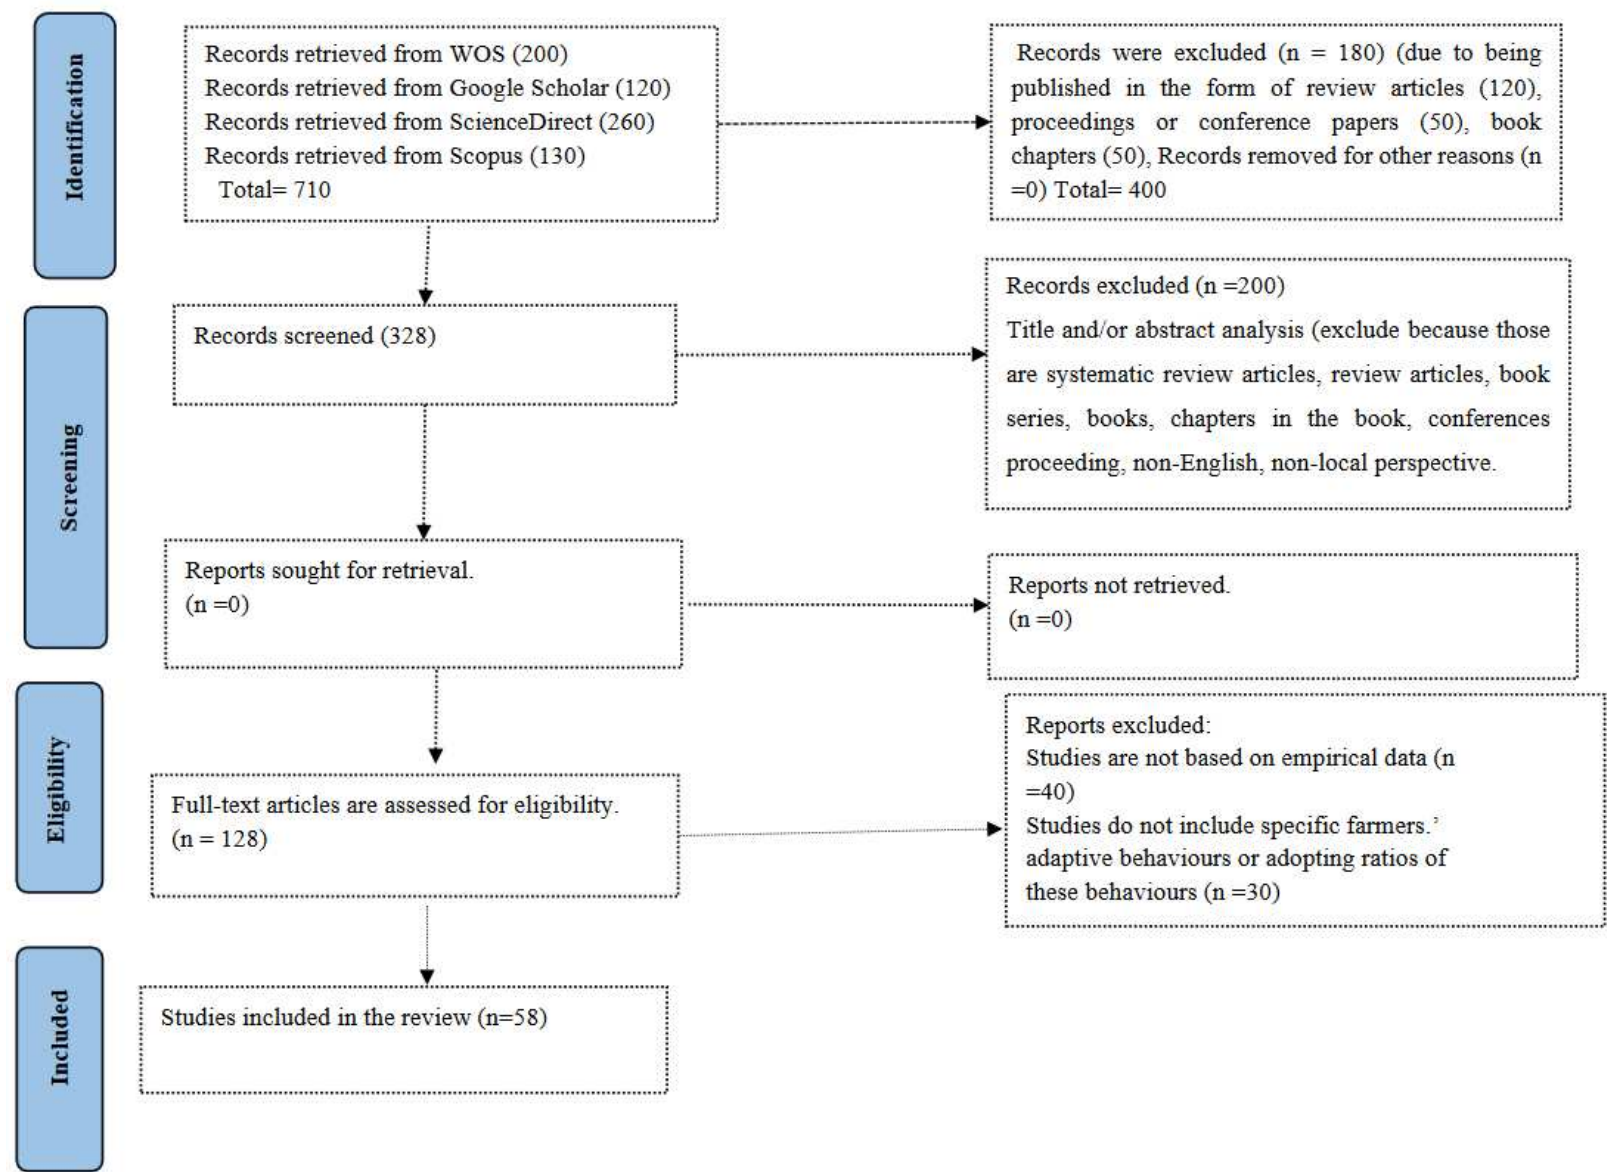 Identification
Records retrieved from WOS (200)
Records retrieved from Google Scholar (120)
Records retrieved from ScienceDirect (260)
Records retrieved from Scopus (130)
Total= 710
Records were excluded (n = 180) (due to being
published in the form of review articles (120),
proceedings or conference papers (50), book
chapters (50), Records removed for other reasons (n
=0) Total= 400
Screening
Records screened (328)
Records excluded (n =200)
Title and/or abstract analysis (exclude because those
are systematic review articles, review articles, book
series, books, chapters in the book, conferences
proceeding, non-English, non-local perspective.
Reports sought for retrieval.
(n =0)
Reports not retrieved.
(n =0)
Eligibility
Full-text articles are assessed for eligibility.
(n = 128)
Reports excluded:
Studies are not based on empirical data (n
=40)
Studies do not include specific farmers.’
adaptive behaviours or adopting ratios of
these behaviours (n =30)
Included
Studies included in the review (n=58)